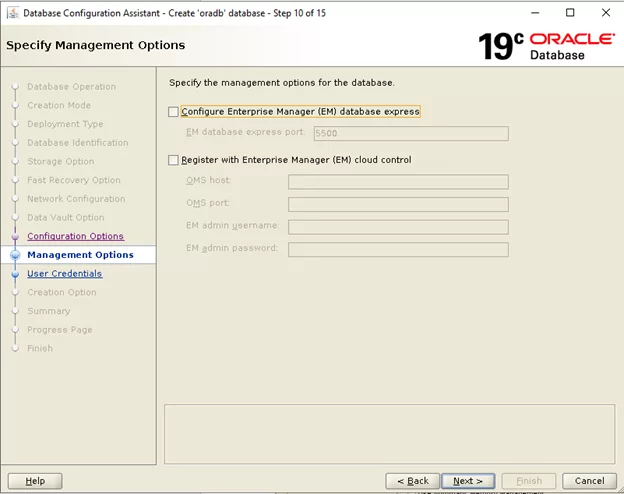 Database Configuration Assistant - Create 'oradb' database - Step 10 of 15
Specify Management Options
19c ORACLE
Database
Database Operation
Creation Mode
Deployment Type
Database Identification
Storage Option
Fast Recovery Option
Network Configuration
Data Vault Option
Configuration Options
Management Options
User Credentials
Creation Option
Summary
Progress Page
Finish
Specify the management options for the database.
Configure Enterprise Manager (EM) database express
EM database express port: 5500
Register with Enterprise Manager (EM) cloud control
OMS host:
OMS port:
EM admin username:
EM admin password:
Help
< Back
Next >
Finish
Cancel